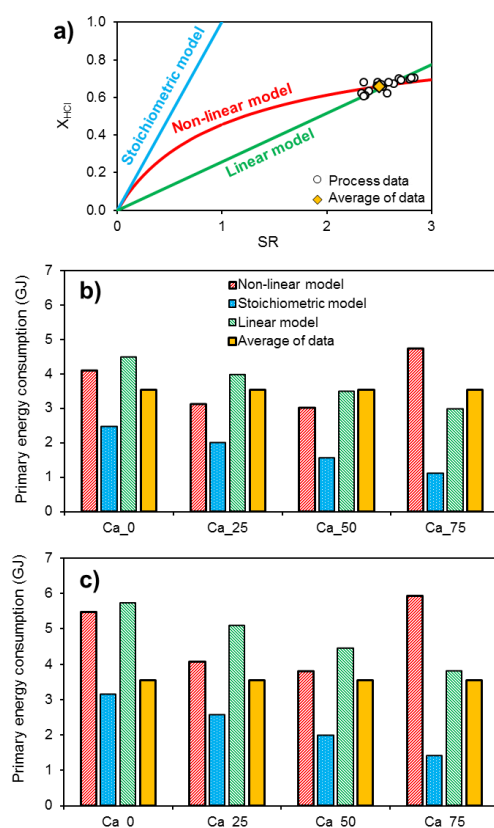 a)
1.0
0.8
0.6
0.4
0.2
0.0
X_HCl
Stoichiometric model
Non-linear model
Linear model
Process data
Average of data
0 1 2 3
SR
b)
7
6
5
4
3
2
1
0
Primary energy consumption (GJ)
Non-linear model
Stoichiometric model
Linear model
Average of data
Ca_0 Ca_25 Ca_50 Ca_75
c)
6
5
4
3
2
1
0
Primary energy consumption (GJ)
Ca_0 Ca_25 Ca_50 Ca_75